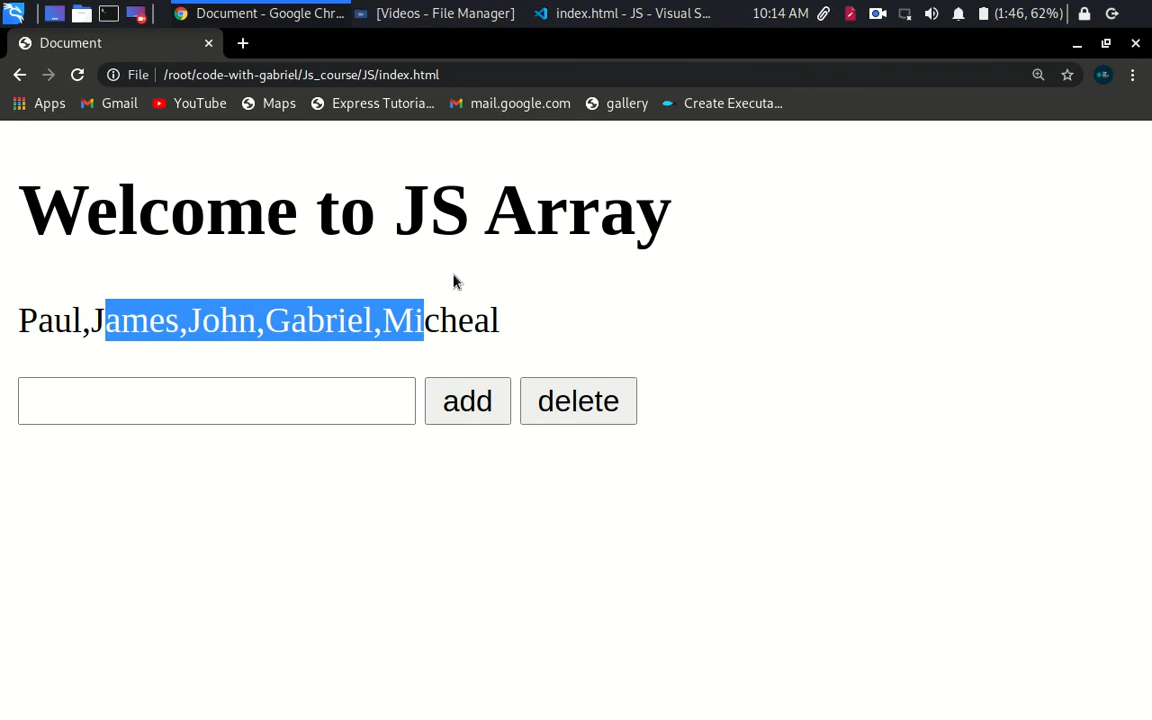 Document - Google Chr... [Videos - File Manager] index.html - JS - Visual S... 10:14 AM (1:46, 62%)
Document
File /root/code-with-gabriel/Js_course/JS/index.html
Apps Gmail YouTube Maps Express Tutoria... mail.google.com gallery Create Executa...
Welcome to JS Array
Paul,James,John,Gabriel,Micheal
add delete